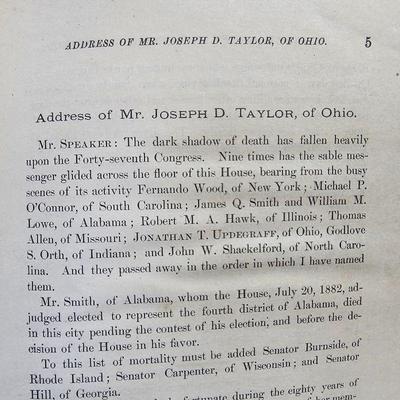 ADDRESS OF MR. JOSEPH D. TAYLOR, OF OHIO. 5
Address of Mr. JOSEPH D. TAYLOR, of Ohio.
Mr. SPEAKER: The dark shadow of death has fallen heavily
upon the Forty-seventh Congress. Nine times has the sable mes-
senger glided across the floor of this House, bearing from the busy
scenes of its activity Fernando Wood, of New York; Michael P.
O'Connor, of South Carolina; James Q. Smith and William M.
Lowe, of Alabama; Robert M. A. Hawk, of Illinois; Thomas
Allen, of Missouri; JONATHAN T. UPDEGRAFF, of Ohio, Godlove
S. Orth, of Indiana; and John W. Shackelford, of North Caro-
lina. And they passed away in the order in which I have named
them.
Mr. Smith, of Alabama, whom the House, July 20, 1882, ad-
judged elected to represent the fourth district of Alabama, died
in this city pending the contest of his election, and before the de-
cision of the House in his favor.
To this list of mortality must be added Senator Burnside, of
Rhode Island; Senator Carpenter, of Wisconsin; and Senator
Hill, of Georgia.
fortunate during the eighty years of
mem-